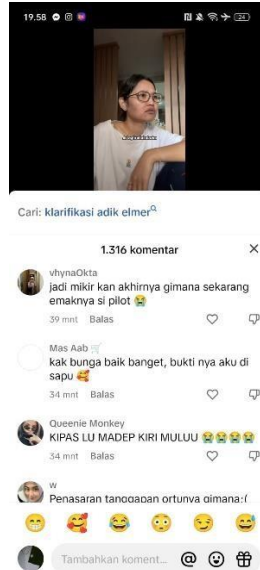 19.58
24
Cari: klarifikasi adik elmer
1.316 komentar
vhynaOkta
jadi mikir kan akhirnya gimana sekarang
emaknya si pilot 😭
39 mnt Balas
Mas Aab 🛒
kak bunga baik banget, bukti nya aku di
sapu 🥰
34 mnt Balas
Queenie Monkey
KIPAS LU MADEP KIRI MULUU 😭😭😭😭
34 mnt Balas
w
Penasaran tanggapan ortunya gimana:(
Tambahkan koment...